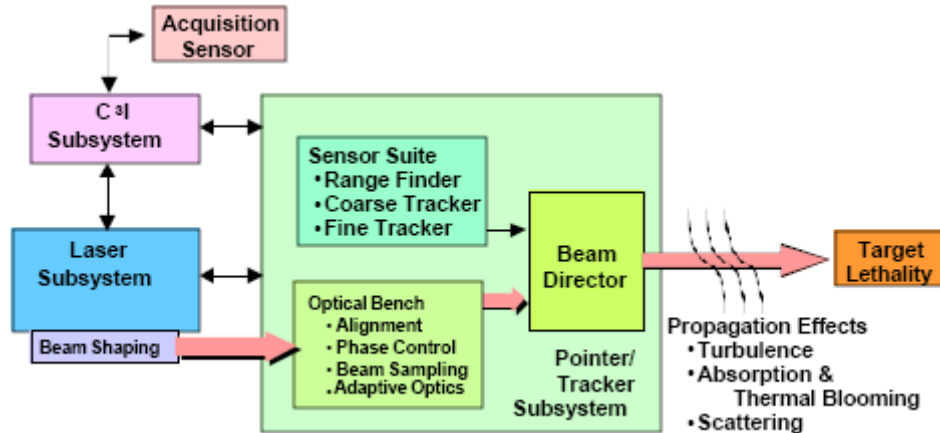 Acquisition
Sensor
C³I
Subsystem
Sensor Suite
•Range Finder
•Coarse Tracker
•Fine Tracker
Laser
Subsystem
Beam
Director
Target
Lethality
Optical Bench
• Alignment
• Phase Control
• Beam Sampling
• Adaptive Optics
Beam Shaping
Pointer/
Tracker
Subsystem
Propagation Effects
•Turbulence
•Absorption &
Thermal Blooming
•Scattering